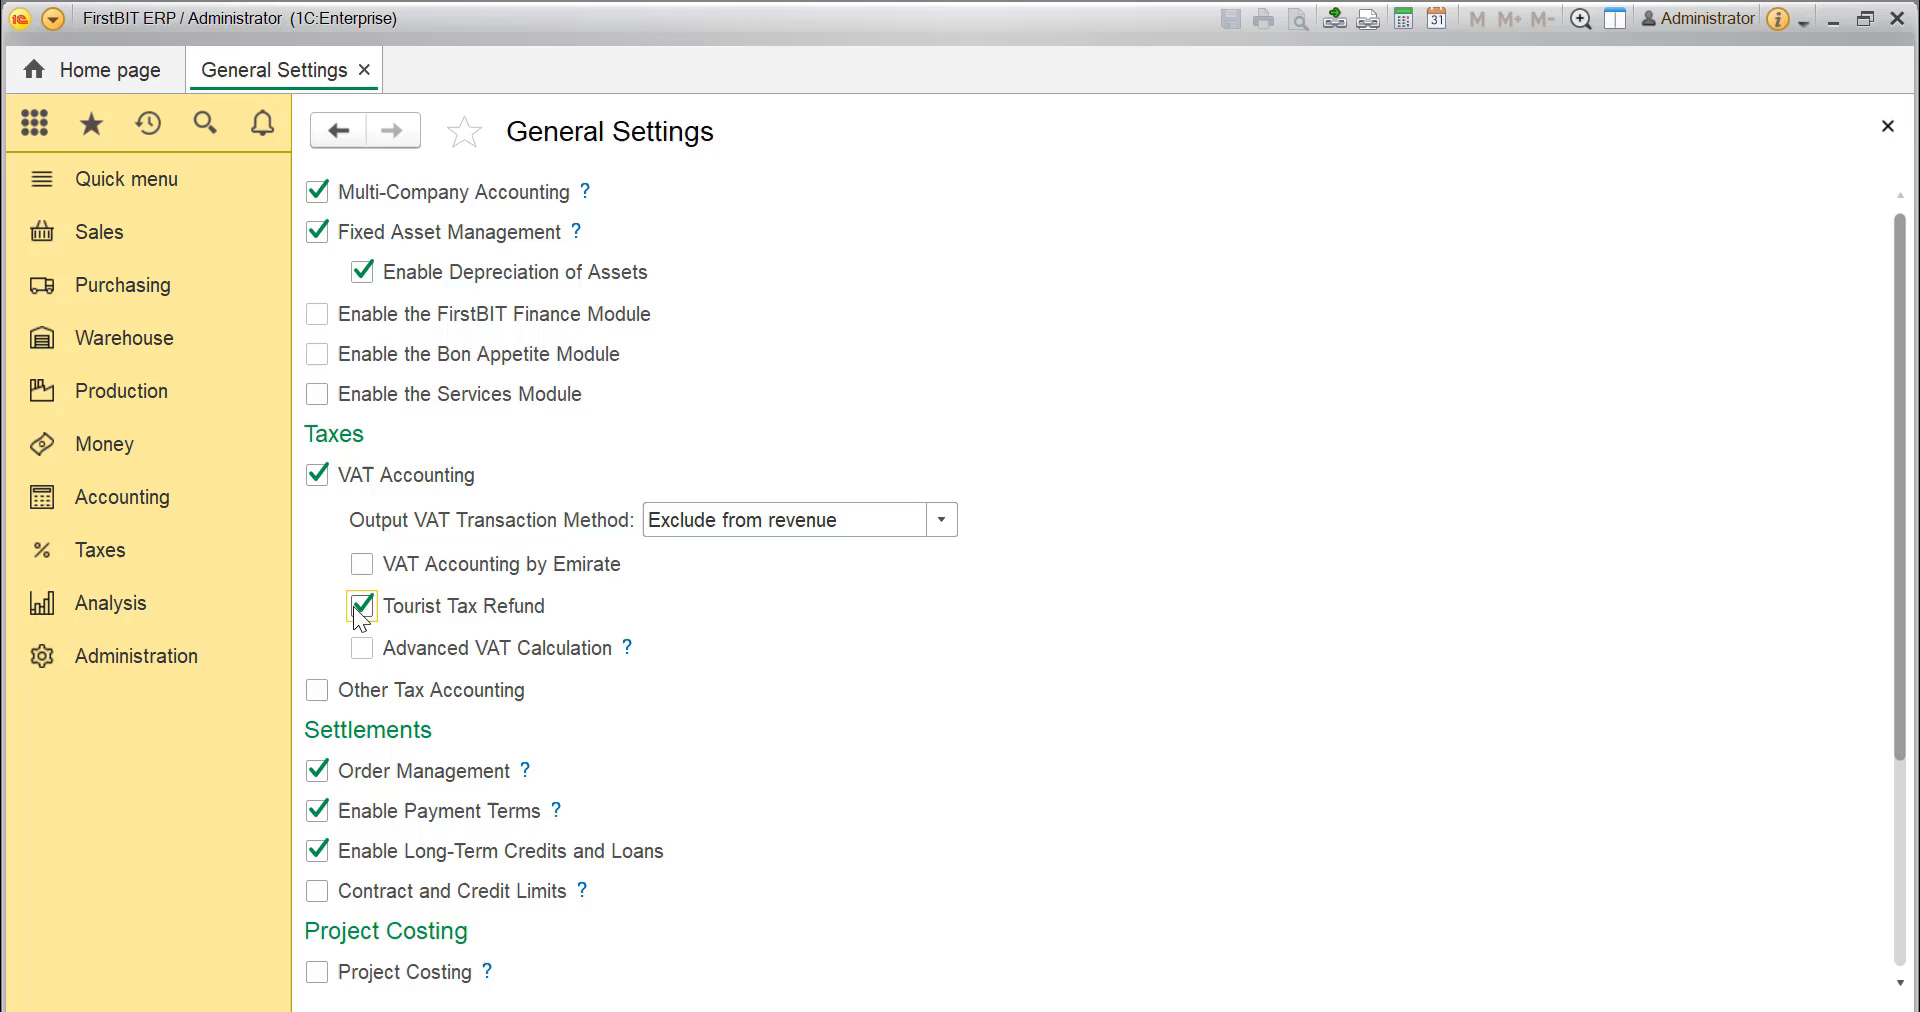 FirstBIT ERP / Administrator (1C:Enterprise)
31 M M+ M- Administrator
Home page
General Settings
General Settings
Quick menu
Sales
Purchasing
Warehouse
Production
Money
Accounting
Taxes
Analysis
Administration
Multi-Company Accounting ?
Fixed Asset Management ?
Enable Depreciation of Assets
Enable the FirstBIT Finance Module
Enable the Bon Appetite Module
Enable the Services Module
Taxes
VAT Accounting
Output VAT Transaction Method: Exclude from revenue
VAT Accounting by Emirate
Tourist Tax Refund
Advanced VAT Calculation ?
Other Tax Accounting
Settlements
Order Management ?
Enable Payment Terms ?
Enable Long-Term Credits and Loans
Contract and Credit Limits ?
Project Costing
Project Costing ?